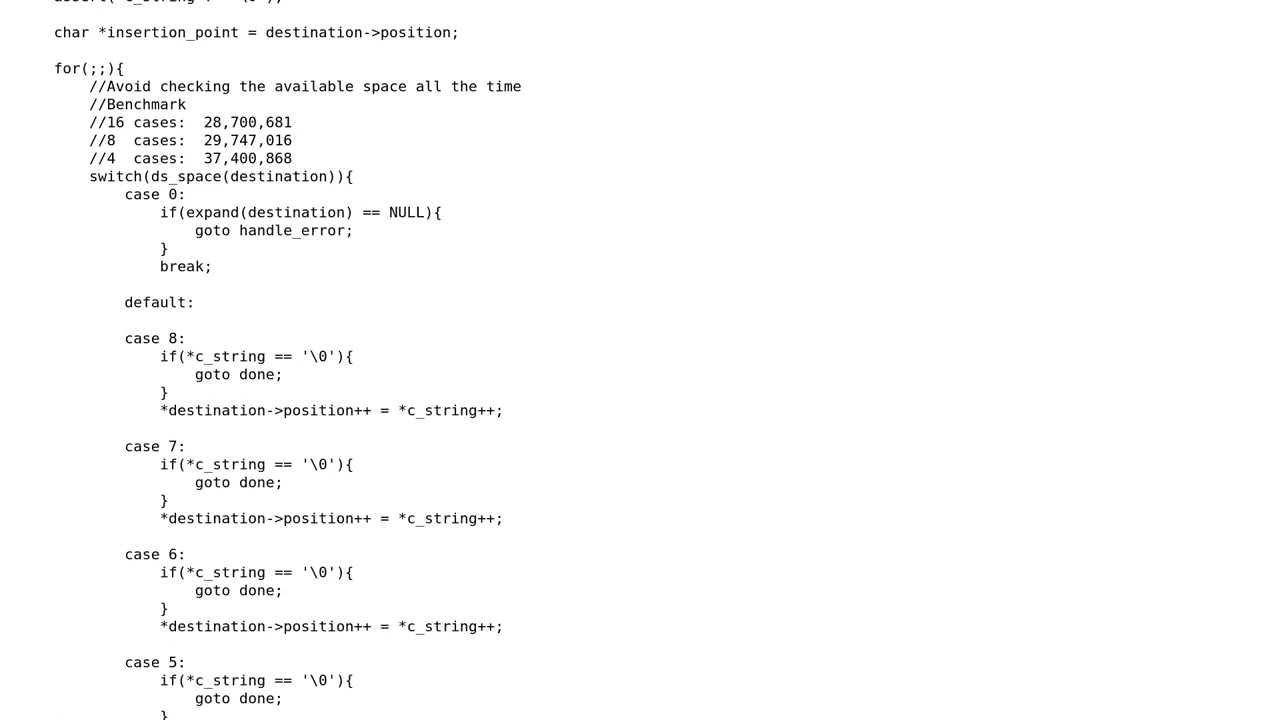 char *insertion_point = destination->position;
for(;;){
//Avoid checking the available space all the time
//Benchmark
//16 cases:  28,700,681
//8  cases:  29,747,016
//4  cases:  37,400,868
switch(ds_space(destination)){
case 0:
if(expand(destination) == NULL){
goto handle_error;
}
break;
default:
case 8:
if(*c_string == '\0'){
goto done;
}
*destination->position++ = *c_string++;
case 7:
if(*c_string == '\0'){
goto done;
}
*destination->position++ = *c_string++;
case 6:
if(*c_string == '\0'){
goto done;
}
*destination->position++ = *c_string++;
case 5:
if(*c_string == '\0'){
goto done;
}